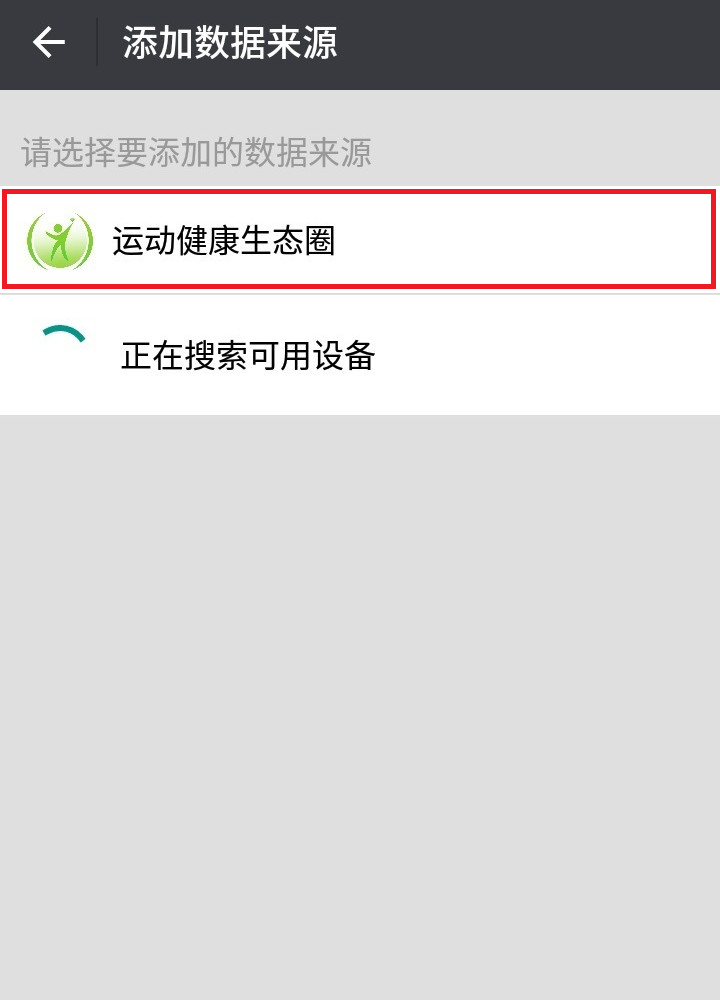 添加数据来源
请选择要添加的数据来源
运动健康生态圈
正在搜索可用设备